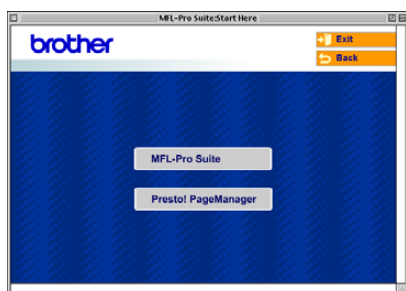 MFL-Pro Suite:Start Here
brother
Exit
Back
MFL-Pro Suite
Presto! PageManager